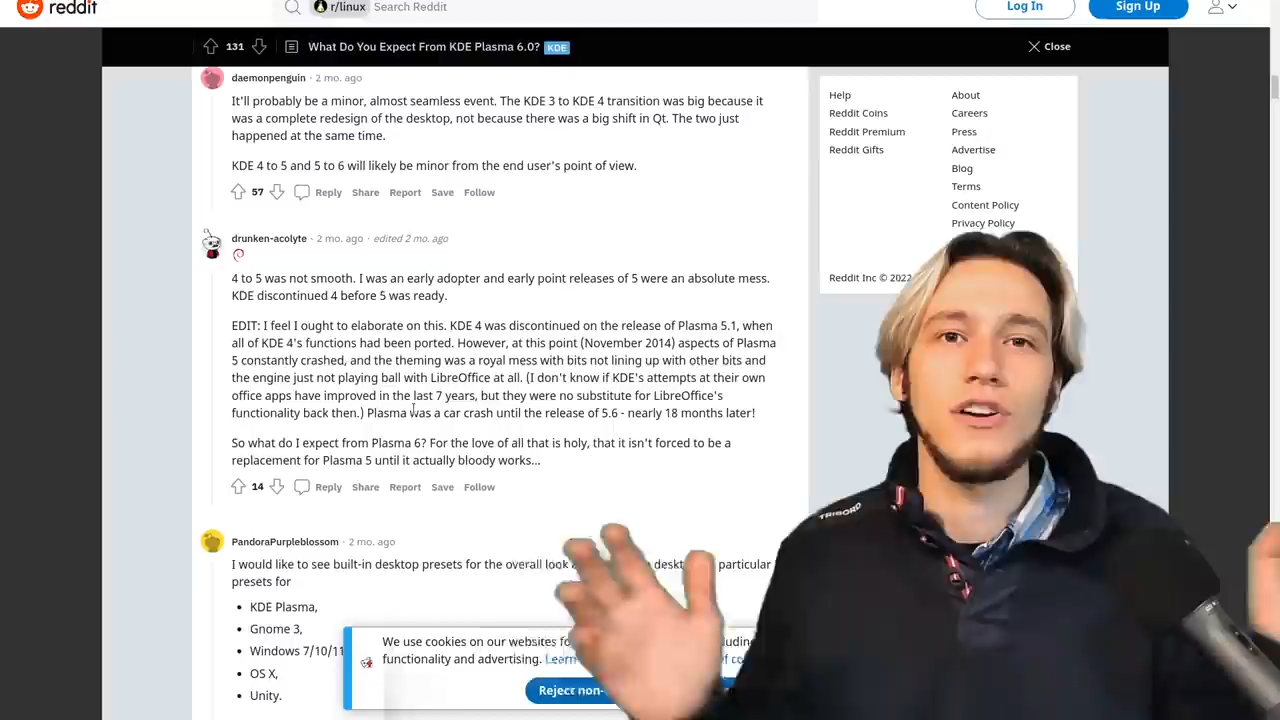 reddit
r/linux
Search Reddit
Log In
Sign Up
131
What Do You Expect From KDE Plasma 6.0?
KDE
Close
daemonpenguin · 2 mo. ago
It'll probably be a minor, almost seamless event. The KDE 3 to KDE 4 transition was big because it
was a complete redesign of the desktop, not because there was a big shift in Qt. The two just
happened at the same time.
KDE 4 to 5 and 5 to 6 will likely be minor from the end user's point of view.
57
Reply
Share
Report
Save
Follow
drunken-acolyte · 2 mo. ago · edited 2 mo. ago
4 to 5 was not smooth. I was an early adopter and early point releases of 5 were an absolute mess.
KDE discontinued 4 before 5 was ready.
EDIT: I feel I ought to elaborate on this. KDE 4 was discontinued on the release of Plasma 5.1, when
all of KDE 4's functions had been ported. However, at this point (November 2014) aspects of Plasma
5 constantly crashed, and the theming was a royal mess with bits not lining up with other bits and
the engine just not playing ball with LibreOffice at all. (I don't know if KDE's attempts at their own
office apps have improved in the last 7 years, but they were no substitute for LibreOffice's
functionality back then.) Plasma was a car crash until the release of 5.6 - nearly 18 months later!
So what do I expect from Plasma 6? For the love of all that is holy, that it isn't forced to be a
replacement for Plasma 5 until it actually bloody works...
14
Reply
Share
Report
Save
Follow
PandoraPurpleblossom · 2 mo. ago
I would like to see built-in desktop presets for the overall look particular
presets for
• KDE Plasma,
• Gnome 3,
• Windows 7/10/11
• OS X,
• Unity.
We use cookies on our websites
functionality and advertising.
Reject non-
Help
Reddit Coins
Reddit Premium
Reddit Gifts
About
Careers
Press
Advertise
Blog
Terms
Content Policy
Privacy Policy
Reddit Inc © 2022
TRIBORD